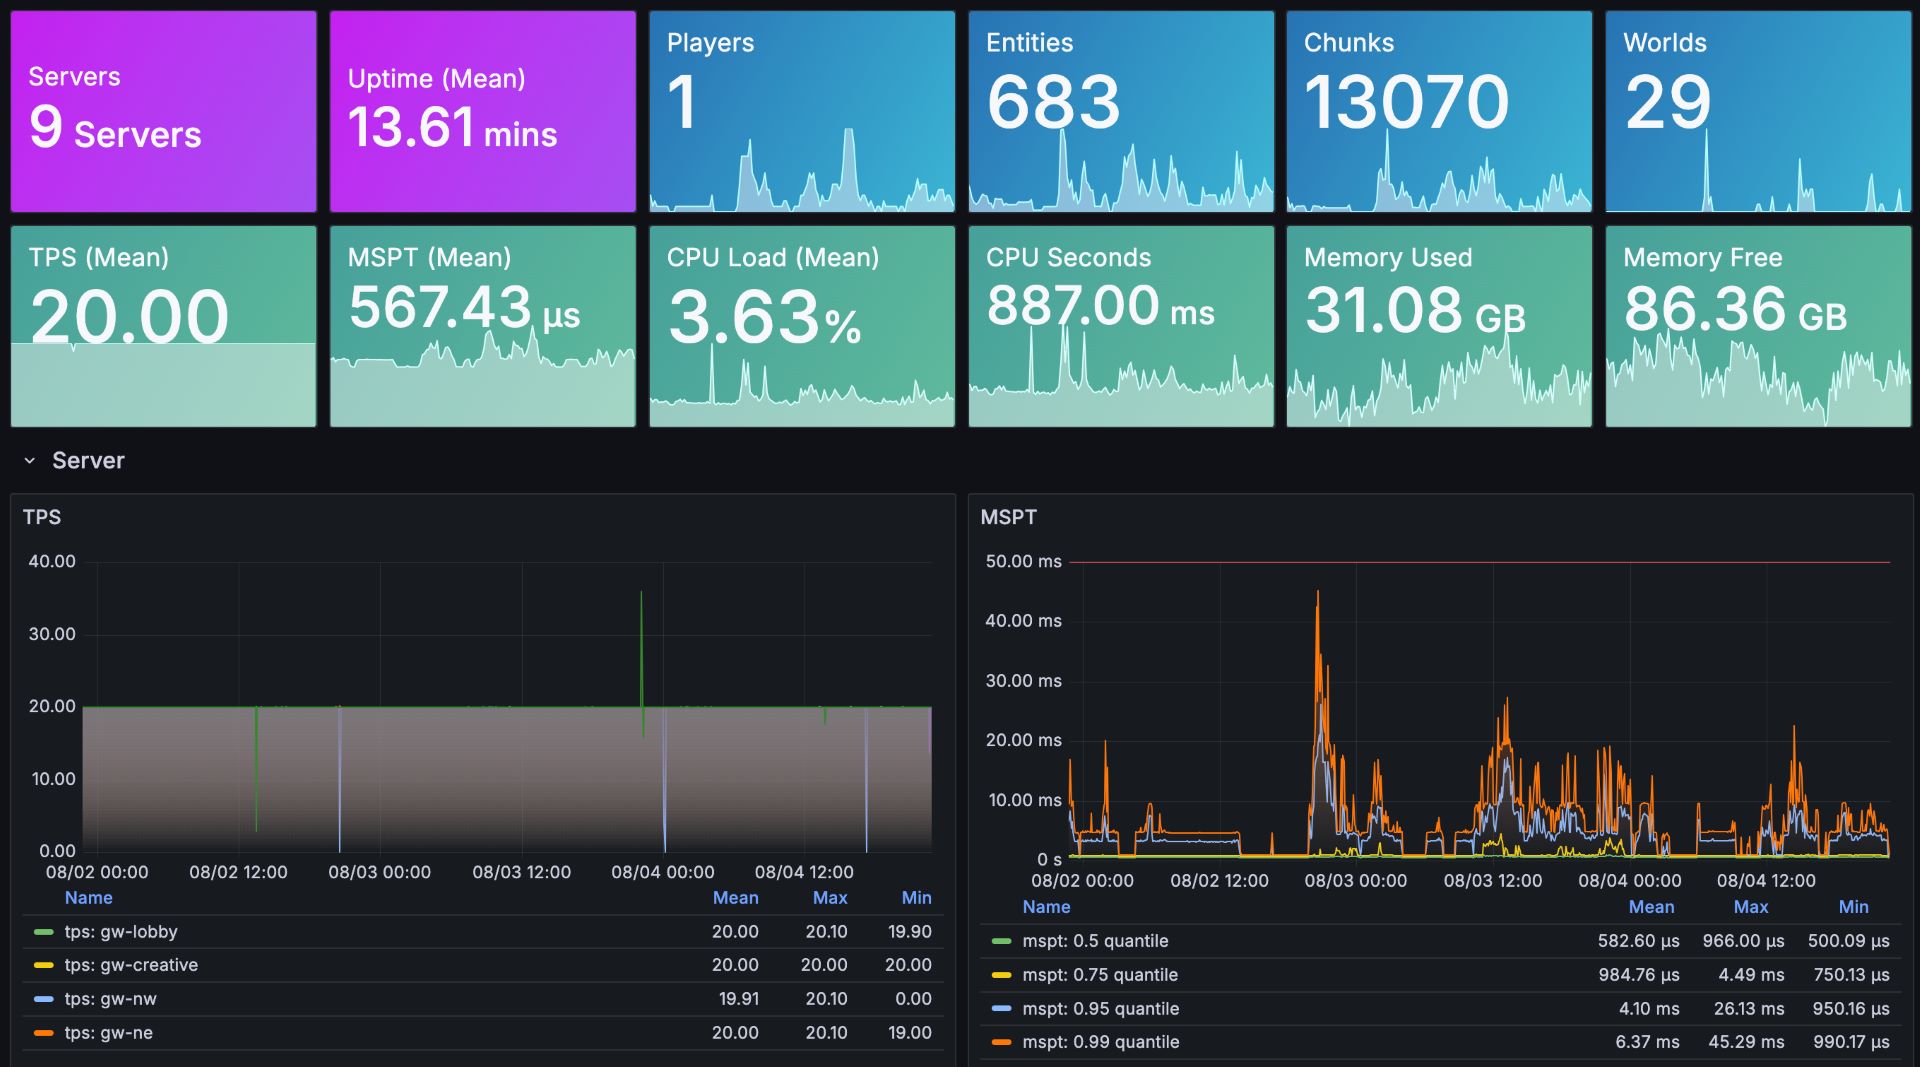 Servers
9 Servers
Uptime (Mean)
13.61 mins
Players
1
Entities
683
Chunks
13070
Worlds
29
TPS (Mean)
20.00
MSPT (Mean)
567.43 µs
CPU Load (Mean)
3.63%
CPU Seconds
887.00 ms
Memory Used
31.08 GB
Memory Free
86.36 GB
Server
TPS
40.00
30.00
20.00
10.00
0.00
08/02 00:00 08/02 12:00 08/03 00:00 08/03 12:00 08/04 00:00 08/04 12:00
Name Mean Max Min
tps: gw-lobby 20.00 20.10 19.90
tps: gw-creative 20.00 20.00 20.00
tps: gw-nw 19.91 20.10 0.00
tps: gw-ne 20.00 20.10 19.00
MSPT
50.00 ms
40.00 ms
30.00 ms
20.00 ms
10.00 ms
0 s
08/02 00:00 08/02 12:00 08/03 00:00 08/03 12:00 08/04 00:00 08/04 12:00
Name Mean Max Min
mspt: 0.5 quantile 582.60 µs 966.00 µs 500.09 µs
mspt: 0.75 quantile 984.76 µs 4.49 ms 750.13 µs
mspt: 0.95 quantile 4.10 ms 26.13 ms 950.16 µs
mspt: 0.99 quantile 6.37 ms 45.29 ms 990.17 µs